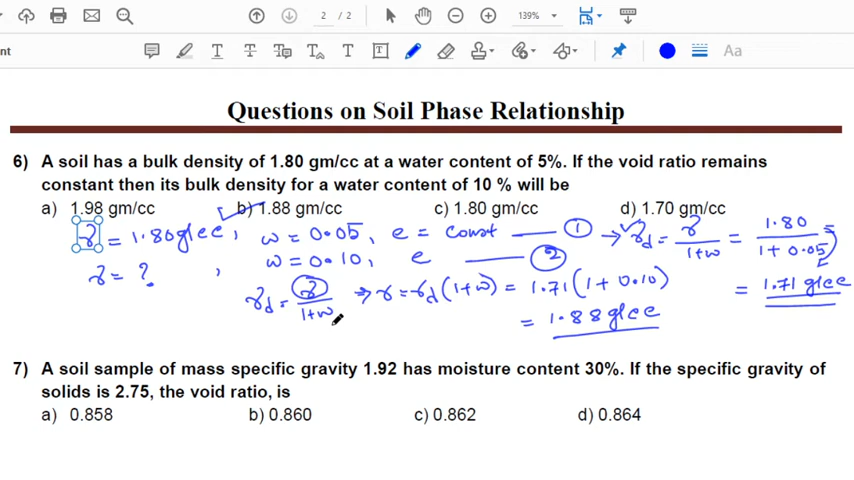 2 / 2
139%
nt
T T T T T Aa
Questions on Soil Phase Relationship
6) A soil has a bulk density of 1.80 gm/cc at a water content of 5%. If the void ratio remains
constant then its bulk density for a water content of 10 % will be
a) 1.98 gm/cc b) 1.88 gm/cc c) 1.80 gm/cc d) 1.70 gm/cc
γ = 1.80 g/cc, w = 0.05, e = const — ① → γd = γ/(1+w) = 1.80/(1+0.05)
γ = ? , w = 0.10, e — ②
= 1.71 g/cc
γd = γ/(1+w) → γ = γd (1+w) = 1.71 (1+0.10)
= 1.88 g/cc
7) A soil sample of mass specific gravity 1.92 has moisture content 30%. If the specific gravity of
solids is 2.75, the void ratio, is
a) 0.858 b) 0.860 c) 0.862 d) 0.864